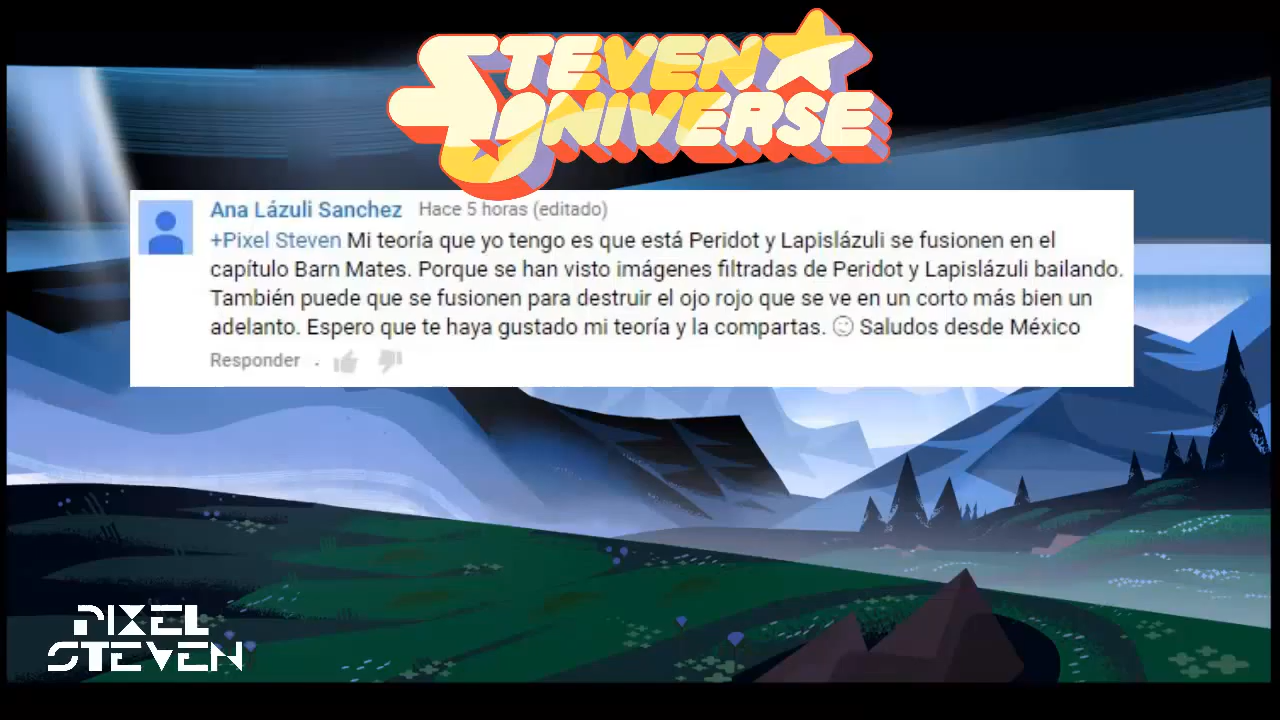 STEVEN
UNIVERSE
Ana Lázuli Sanchez Hace 5 horas (editado)
+Pixel Steven Mi teoría que yo tengo es que está Peridot y Lapislázuli se fusionen en el
capítulo Barn Mates. Porque se han visto imágenes filtradas de Peridot y Lapislázuli bailando.
También puede que se fusionen para destruir el ojo rojo que se ve en un corto más bien un
adelanto. Espero que te haya gustado mi teoría y la compartas. Saludos desde México
Responder .
PIXEL
STEVEN